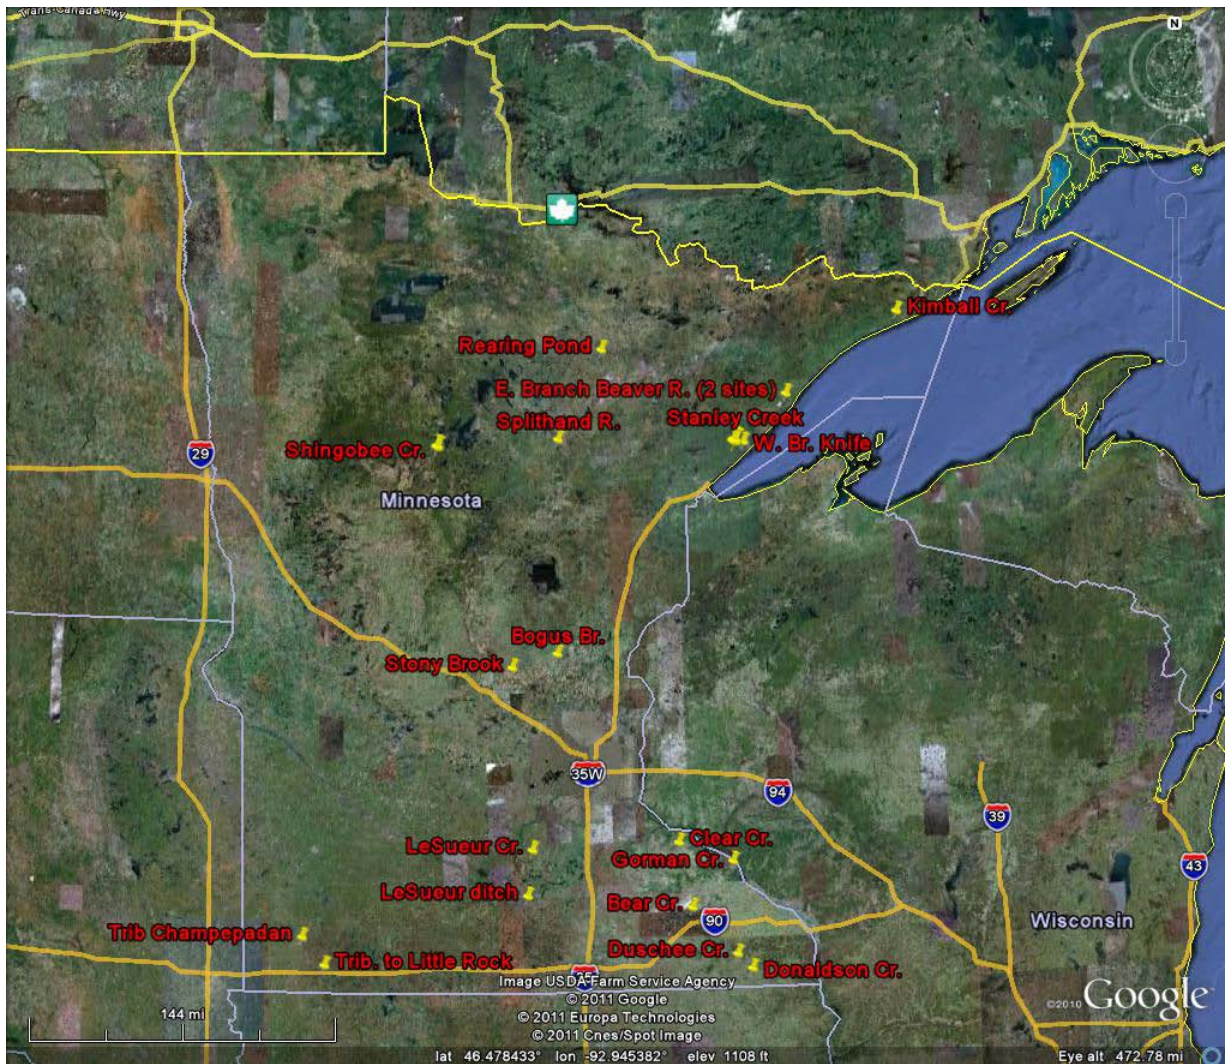 Trans-Canada Hwy
N
Kimball Cr.
Rearing Pond
E. Branch Beaver R. (2 sites)
Splithand R.
Stanley Creek
Shingobee Cr.
W. Br. Knife
29
Minnesota
Bogus Br.
Stony Brook
35W
94
39
LeSueur Cr.
Clear Cr.
Gorman Cr.
43
LeSueur ditch
Bear Cr.
90
Wisconsin
Trib Champepadan
Duschee Cr.
Trib. to Little Rock
Donaldson Cr.
35
Image USDA Farm Service Agency
© 2011 Google
© 2011 Europa Technologies
© 2011 Cnes/Spot Image
©2010 Google
144 mi
lat 46.478433° lon -92.945382° elev 1108 ft
Eye alt 472.78 mi